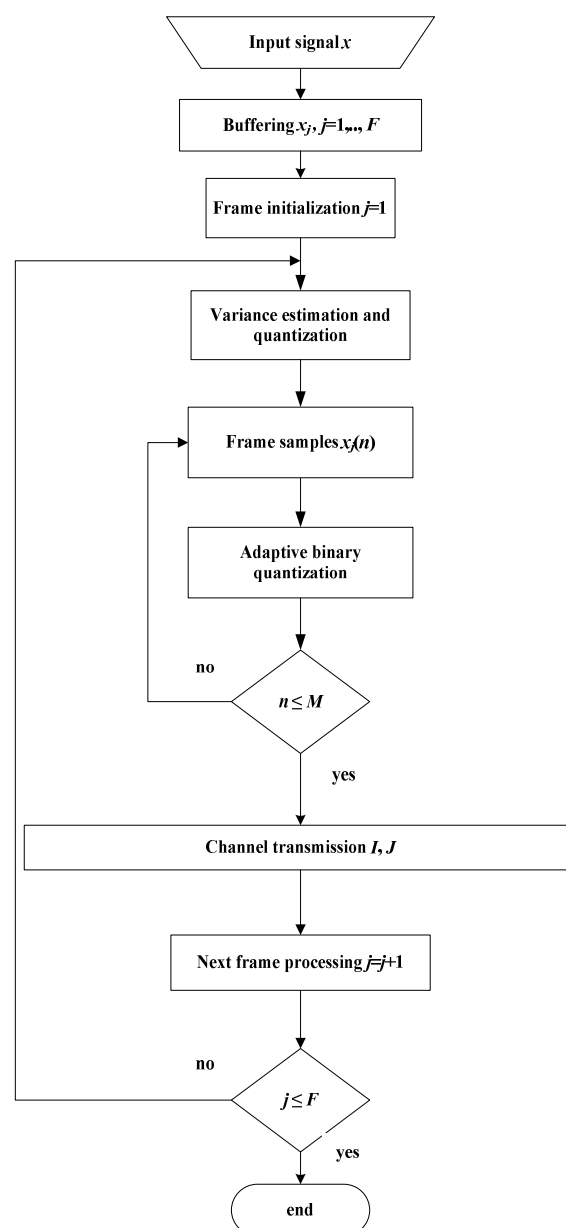 Input signal x
Buffering xj, j=1,.., F
Frame initialization j=1
Variance estimation and
quantization
Frame samples xj(n)
Adaptive binary
quantization
no
n ≤ M
yes
Channel transmission I, J
Next frame processing j=j+1
no
j ≤ F
yes
end